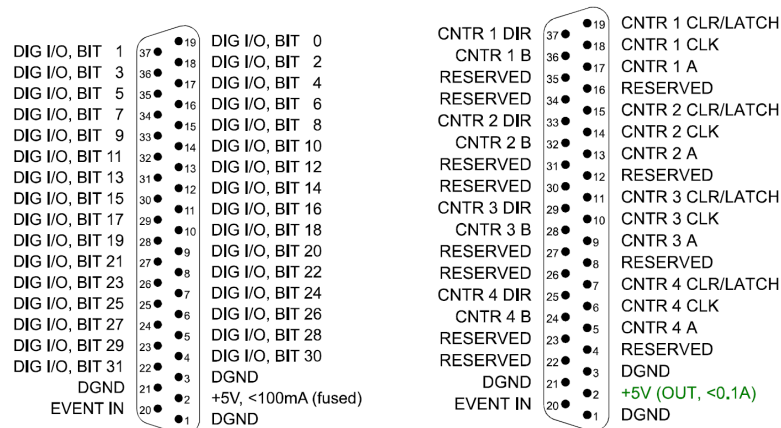 19 DIG I/O, BIT 0
DIG I/O, BIT 1 37
18 DIG I/O, BIT 2
DIG I/O, BIT 3 36
17 DIG I/O, BIT 4
DIG I/O, BIT 5 35
16 DIG I/O, BIT 6
DIG I/O, BIT 7 34
15 DIG I/O, BIT 8
DIG I/O, BIT 9 33
14 DIG I/O, BIT 10
DIG I/O, BIT 11 32
13 DIG I/O, BIT 12
DIG I/O, BIT 13 31
12 DIG I/O, BIT 14
DIG I/O, BIT 15 30
11 DIG I/O, BIT 16
DIG I/O, BIT 17 29
10 DIG I/O, BIT 18
DIG I/O, BIT 19 28
9 DIG I/O, BIT 20
DIG I/O, BIT 21 27
8 DIG I/O, BIT 22
DIG I/O, BIT 23 26
7 DIG I/O, BIT 24
DIG I/O, BIT 25 25
6 DIG I/O, BIT 26
DIG I/O, BIT 27 24
5 DIG I/O, BIT 28
DIG I/O, BIT 29 23
4 DIG I/O, BIT 30
DIG I/O, BIT 31 22
3 DGND
DGND 21
2 +5V, <100mA (fused)
EVENT IN 20
1 DGND
19 CNTR 1 CLR/LATCH
CNTR 1 DIR 37
18 CNTR 1 CLK
CNTR 1 B 36
17 CNTR 1 A
RESERVED 35
16 RESERVED
RESERVED 34
15 CNTR 2 CLR/LATCH
CNTR 2 DIR 33
14 CNTR 2 CLK
CNTR 2 B 32
13 CNTR 2 A
RESERVED 31
12 RESERVED
RESERVED 30
11 CNTR 3 CLR/LATCH
CNTR 3 DIR 29
10 CNTR 3 CLK
CNTR 3 B 28
9 CNTR 3 A
RESERVED 27
8 RESERVED
RESERVED 26
7 CNTR 4 CLR/LATCH
CNTR 4 DIR 25
6 CNTR 4 CLK
CNTR 4 B 24
5 CNTR 4 A
RESERVED 23
4 RESERVED
RESERVED 22
3 DGND
DGND 21
2 +5V (OUT, <0.1A)
EVENT IN 20
1 DGND